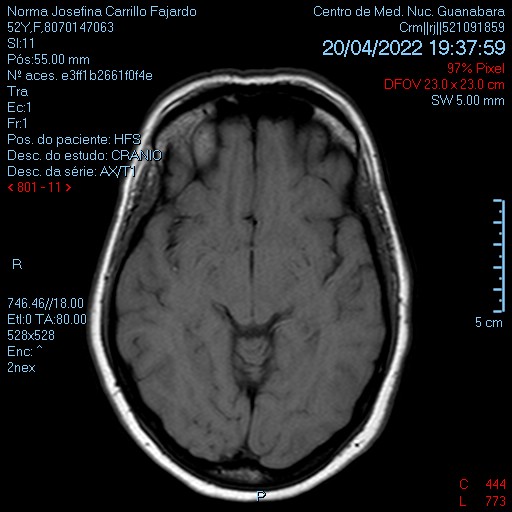 Norma Josefina Carrillo Fajardo
52Y,F,8070147063
Sl:11
Pós:55.00 mm
Nº aces. e3ff1b2661f0f4e
Tra
Ec:1
Fr:1
Pos. do paciente: HFS
Desc. do estudo: CRANIO
Desc. da série: AX/T1
< 801 - 11 >
Centro de Med. Nuc. Guanabara
Crm||rj||521091859
20/04/2022 19:37:59
97% Pixel
DFOV 23.0 x 23.0 cm
SW 5.00 mm
R
5 cm
746.46//18.00
Etl:0 TA:80.00
528x528
Enc: ^
2nex
P
C 444
L 773